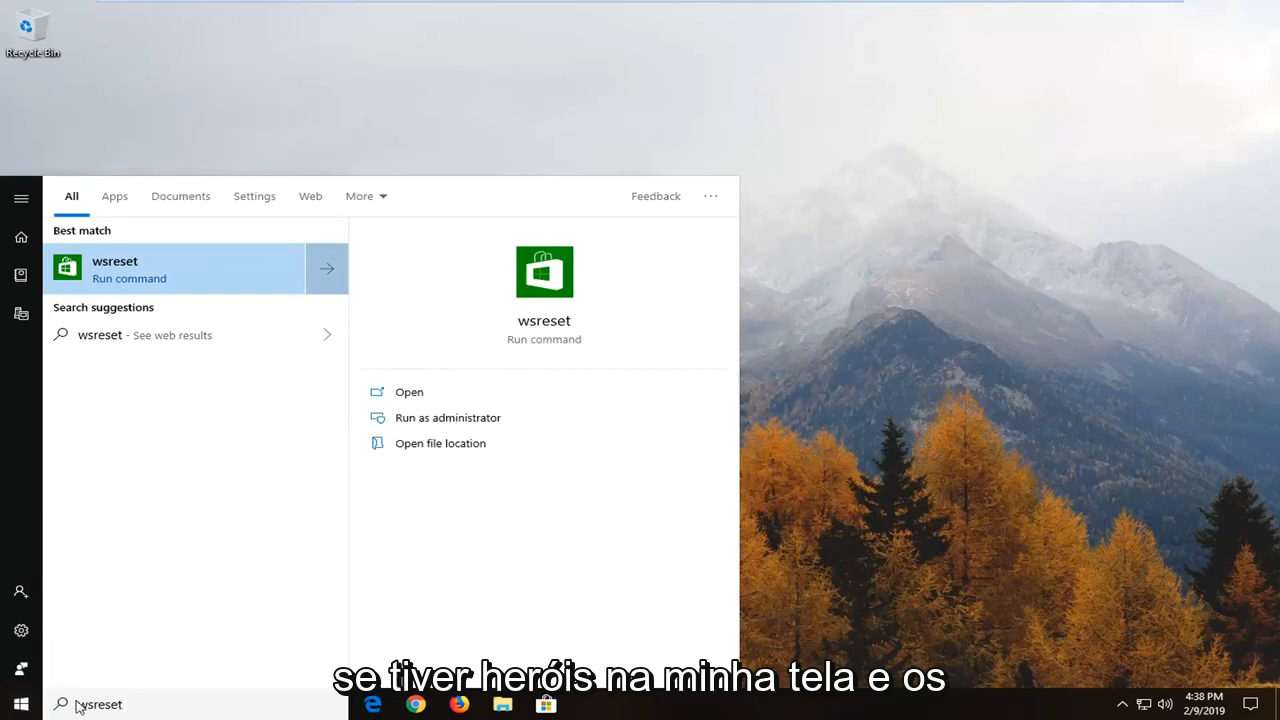 Recycle Bin
All Apps Documents Settings Web More Feedback ...
Best match
wsreset
Run command
Search suggestions
wsreset - See web results
wsreset
Run command
Open
Run as administrator
Open file location
se tiver heróis na minha tela e os
wsreset
4:38 PM
2/9/2019